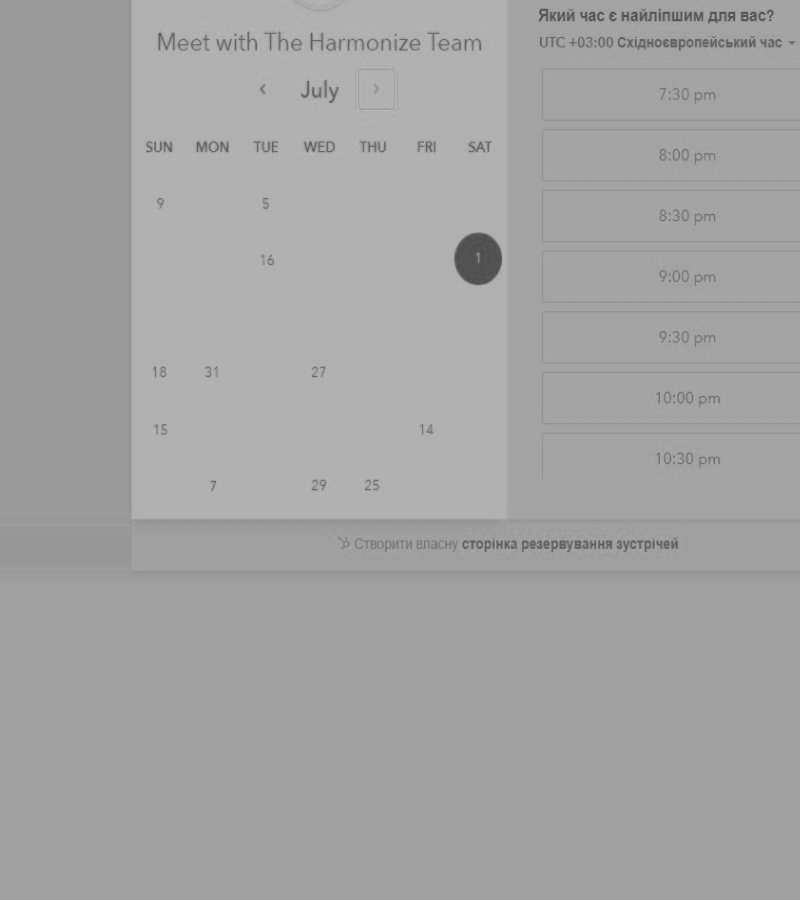 Meet with The Harmonize Team
‹ July ›
SUN MON TUE WED THU FRI SAT
9 5
16 1
18 31 27
15 14
7 29 25
Який час є найліпшим для вас?
UTC +03:00 Східноєвропейський час
7:30 pm
8:00 pm
8:30 pm
9:00 pm
9:30 pm
10:00 pm
10:30 pm
Створити власну сторінка резервування зустрічей